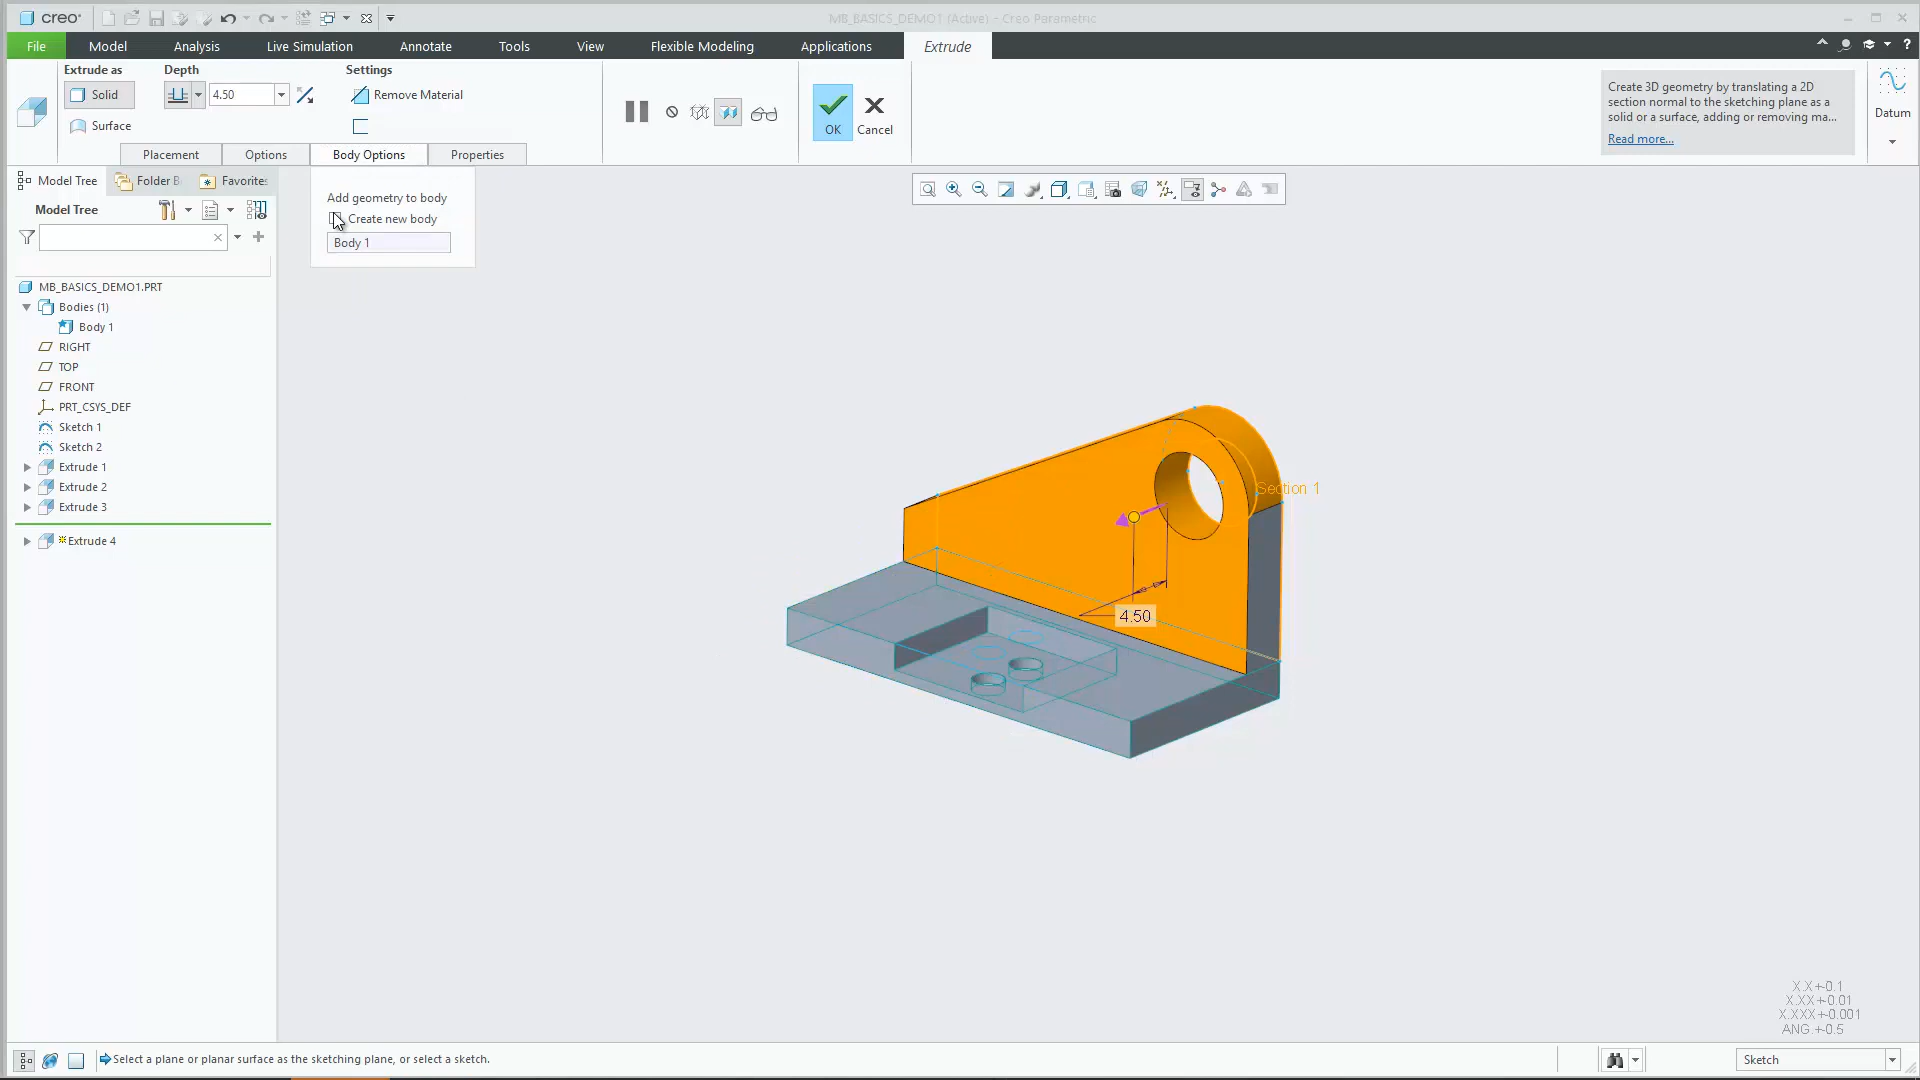 creo
MB_BASICS_DEMO1 (Active) - Creo Parametric
File
Model
Analysis
Live Simulation
Annotate
Tools
View
Flexible Modeling
Applications
Extrude
?
Extrude as
Solid
Surface
Depth
4.50
Settings
Remove Material
OK
Cancel
Create 3D geometry by translating a 2D
section normal to the sketching plane as a
solid or a surface, adding or removing ma...
Read more...
Datum
Placement
Options
Body Options
Properties
Model Tree
Folder B
Favorites
Model Tree
Add geometry to body
Create new body
Body 1
MB_BASICS_DEMO1.PRT
Bodies (1)
Body 1
RIGHT
TOP
FRONT
PRT_CSYS_DEF
Sketch 1
Sketch 2
Extrude 1
Extrude 2
Extrude 3
Extrude 4
Section 1
4.50
X.X+-0.1
X.XX+-0.01
X.XXX+-0.001
ANG.+-0.5
Select a plane or planar surface as the sketching plane, or select a sketch.
Sketch